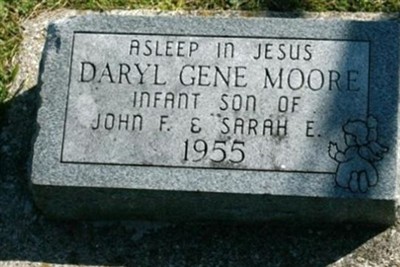 ASLEEP IN JESUS
DARYL GENE MOORE
INFANT SON OF
JOHN F. & SARAH E.
1955